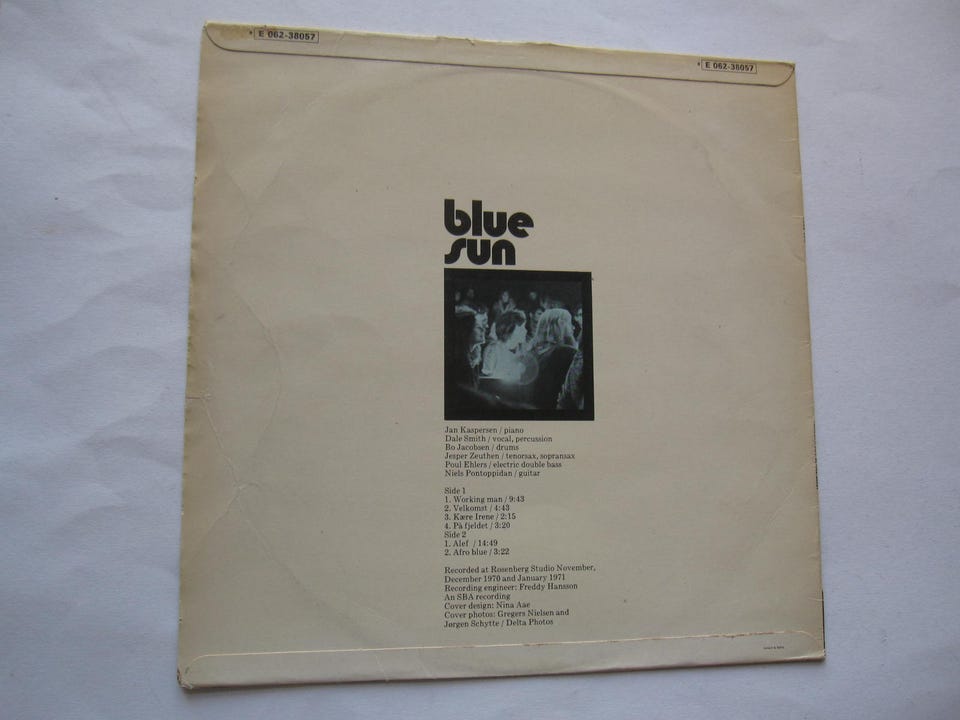 * E 062-38057
* E 062-38057
blue
sun
Jan Kaspersen / piano
Dale Smith / vocal, percussion
Bo Jacobsen / drums
Jesper Zeuthen / tenorsax, sopransax
Poul Ehlers / electric double bass
Niels Pontoppidan / guitar
Side 1
1. Working man / 9:43
2. Velkomst / 4:43
3. Kære Irene / 2:15
4. På fjeldet / 3:20
Side 2
1. Alef / 14:49
2. Afro blue / 3:22
Recorded at Rosenberg Studio November,
December 1970 and January 1971
Recording engineer: Freddy Hansson
An SBA recording
Cover design: Nina Aae
Cover photos: Gregers Nielsen and
Jørgen Schytte / Delta Photos